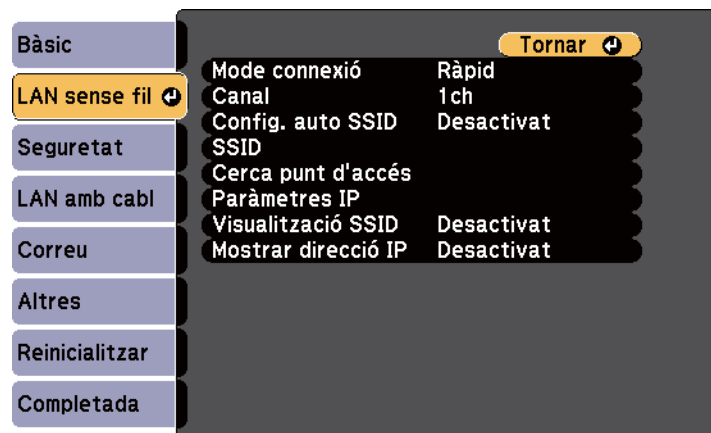 Bàsic
LAN sense fil
Seguretat
LAN amb cabl
Correu
Altres
Reinicialitzar
Completada
Tornar
Mode connexió Ràpid
Canal 1ch
Config. auto SSID Desactivat
SSID
Cerca punt d'accés
Paràmetres IP
Visualització SSID Desactivat
Mostrar direcció IP Desactivat